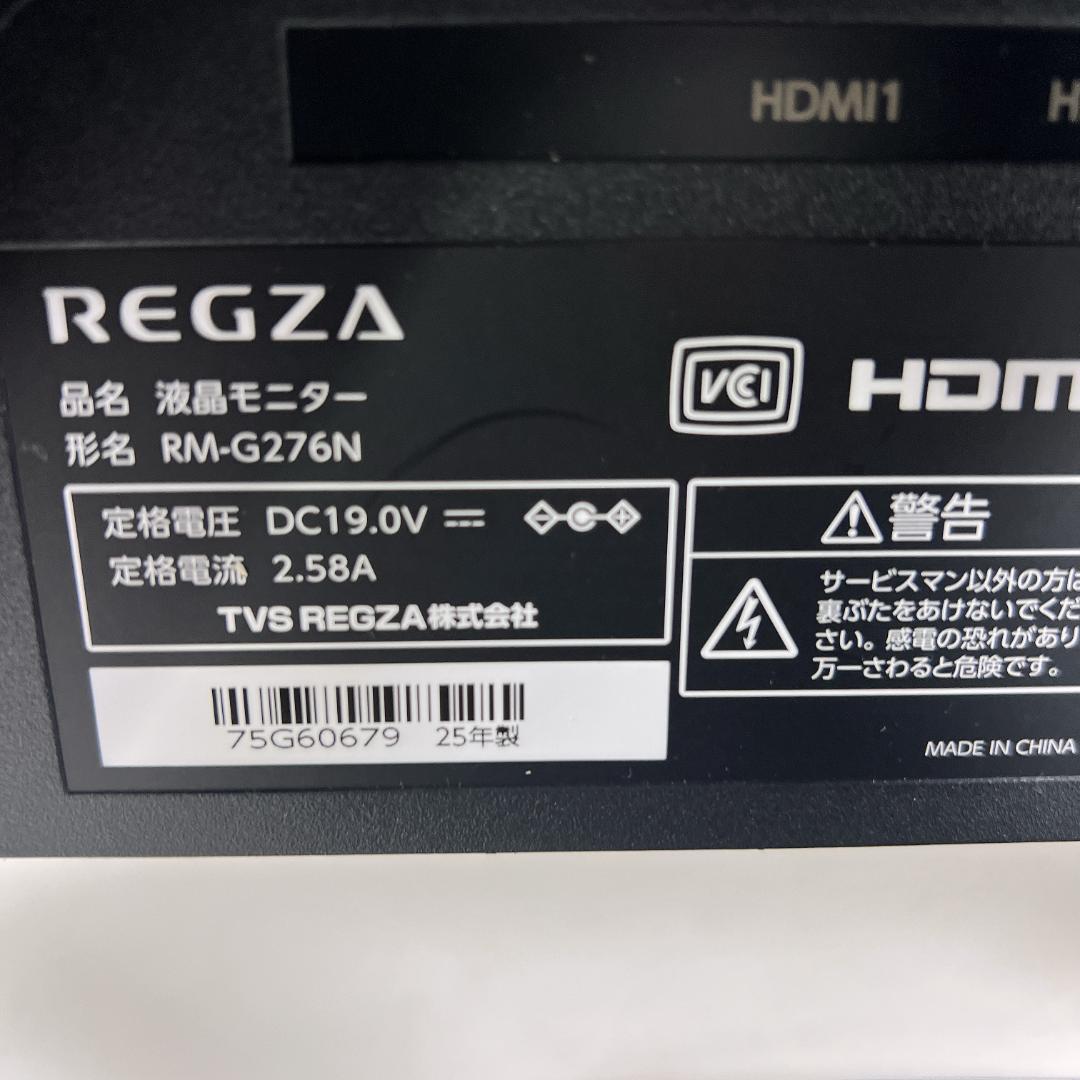 HDMI1 H
REGZA
品名 液晶モニター
形名 RM-G276N
VCCI
HDM
定格電圧 DC19.0V
定格電流 2.58A
TVS REGZA株式会社
75G60679 25年製
警告
サービスマン以外の方は
裏ぶたをあけないでくだ
さい。感電の恐れがあり
万一さわると危険です。
MADE IN CHINA